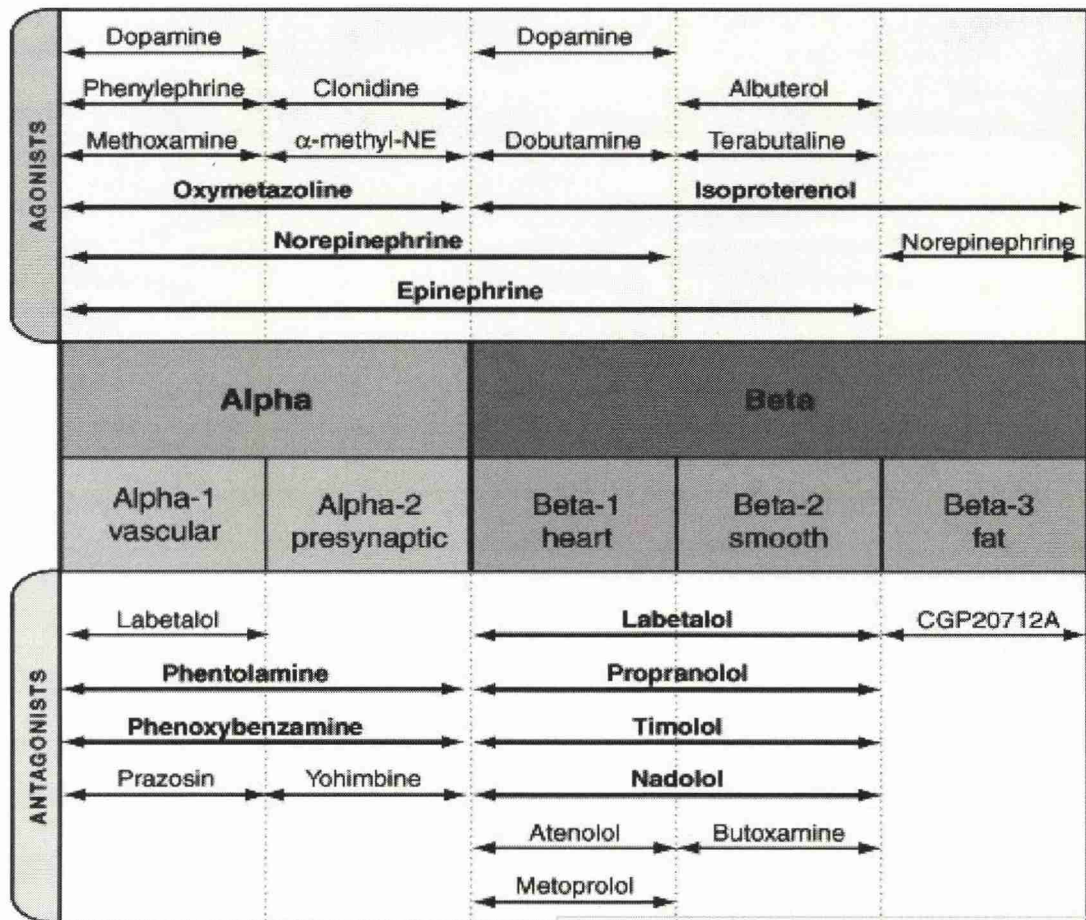 AGONISTS
Dopamine Dopamine
Phenylephrine Clonidine Albuterol
Methoxamine α-methyl-NE Dobutamine Terabutaline
Oxymetazoline Isoproterenol
Norepinephrine Norepinephrine
Epinephrine
Alpha Beta
Alpha-1 Alpha-2 Beta-1 Beta-2 Beta-3
vascular presynaptic heart smooth fat
ANTAGONISTS
Labetalol Labetalol CGP20712A
Phentolamine Propranolol
Phenoxybenzamine Timolol
Prazosin Yohimbine Nadolol
Atenolol Butoxamine
Metoprolol